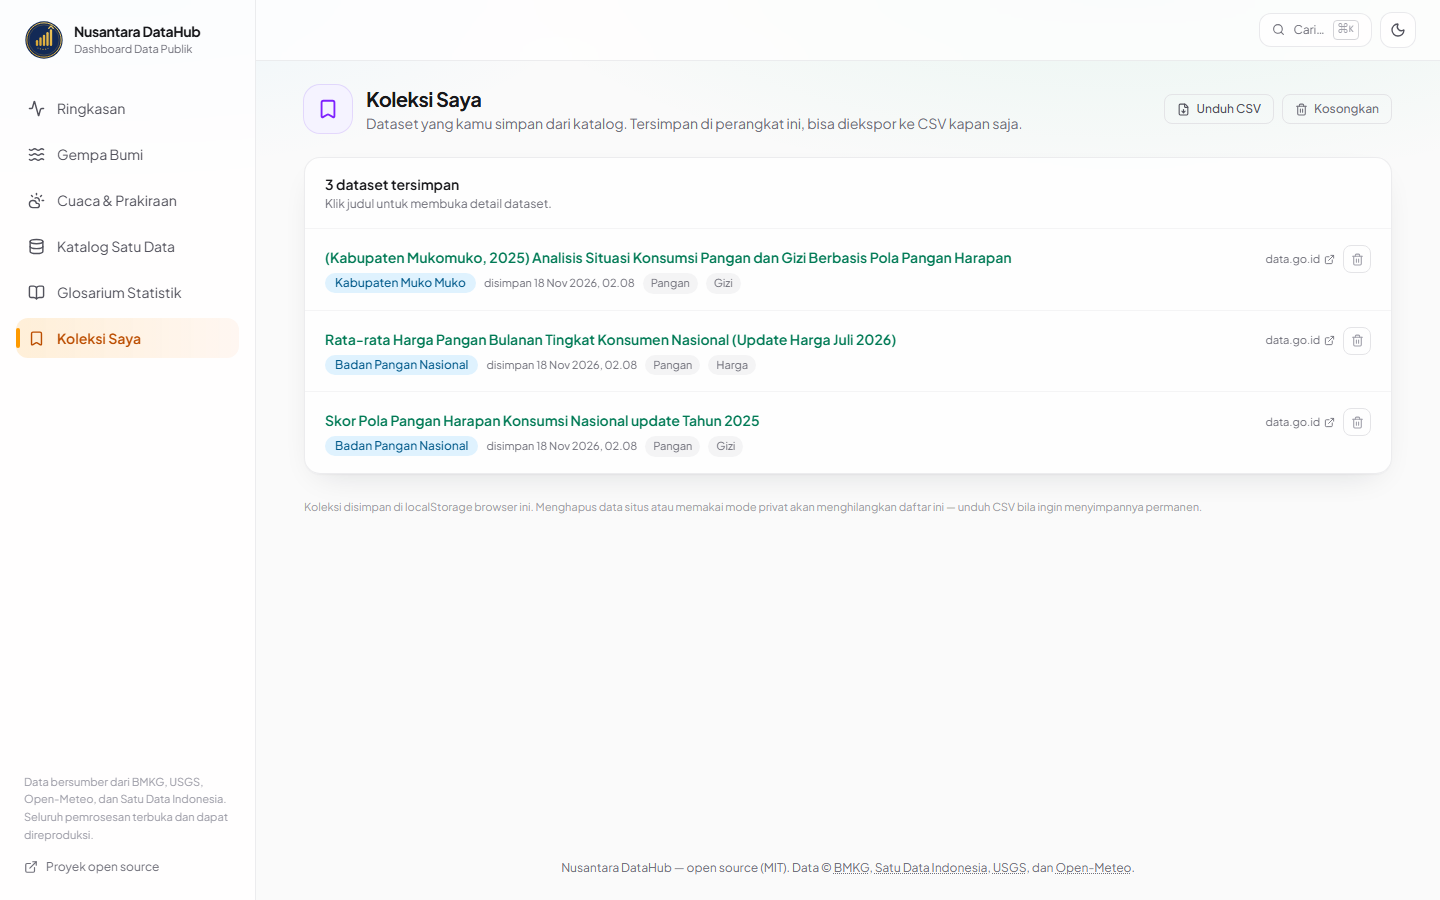 Nusantara DataHub
Dashboard Data Publik
Ringkasan
Gempa Bumi
Cuaca & Prakiraan
Katalog Satu Data
Glosarium Statistik
Koleksi Saya
Data bersumber dari BMKG, USGS,
Open-Meteo, dan Satu Data Indonesia.
Seluruh pemrosesan terbuka dan dapat
direproduksi.
Proyek open source
Cari… ⌘K
Koleksi Saya
Dataset yang kamu simpan dari katalog. Tersimpan di perangkat ini, bisa diekspor ke CSV kapan saja.
Unduh CSV
Kosongkan
3 dataset tersimpan
Klik judul untuk membuka detail dataset.
(Kabupaten Mukomuko, 2025) Analisis Situasi Konsumsi Pangan dan Gizi Berbasis Pola Pangan Harapan
data.go.id
Kabupaten Muko Muko disimpan 18 Nov 2026, 02.08 Pangan Gizi
Rata-rata Harga Pangan Bulanan Tingkat Konsumen Nasional (Update Harga Juli 2026)
data.go.id
Badan Pangan Nasional disimpan 18 Nov 2026, 02.08 Pangan Harga
Skor Pola Pangan Harapan Konsumsi Nasional update Tahun 2025
data.go.id
Badan Pangan Nasional disimpan 18 Nov 2026, 02.08 Pangan Gizi
Koleksi disimpan di localStorage browser ini. Menghapus data situs atau memakai mode privat akan menghilangkan daftar ini — unduh CSV bila ingin menyimpannya permanen.
Nusantara DataHub — open source (MIT). Data © BMKG, Satu Data Indonesia, USGS, dan Open-Meteo.